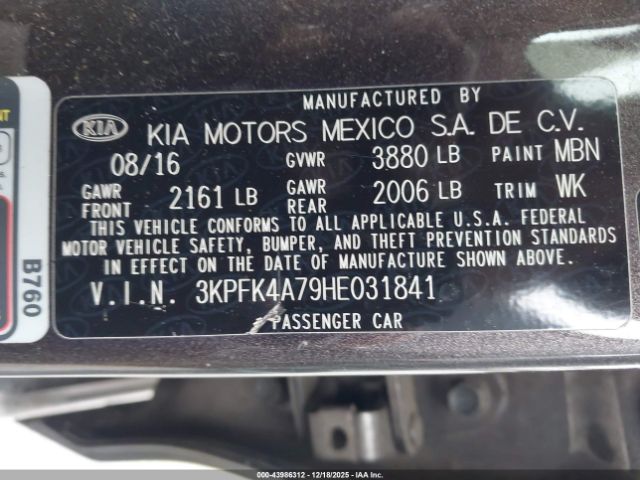 MANUFACTURED BY
KIA KIA MOTORS MEXICO S.A. DE C.V.
08/16 GVWR 3880 LB PAINT MBN
GAWR FRONT 2161 LB GAWR REAR 2006 LB TRIM WK
THIS VEHICLE CONFORMS TO ALL APPLICABLE U.S.A. FEDERAL
MOTOR VEHICLE SAFETY, BUMPER, AND THEFT PREVENTION STANDARDS
IN EFFECT ON THE DATE OF MANUFACTURE SHOWN ABOVE.
V.I.N. 3KPFK4A79HE031841
PASSENGER CAR
B760
000-43986312 - 12/18/2025 - IAA Inc.